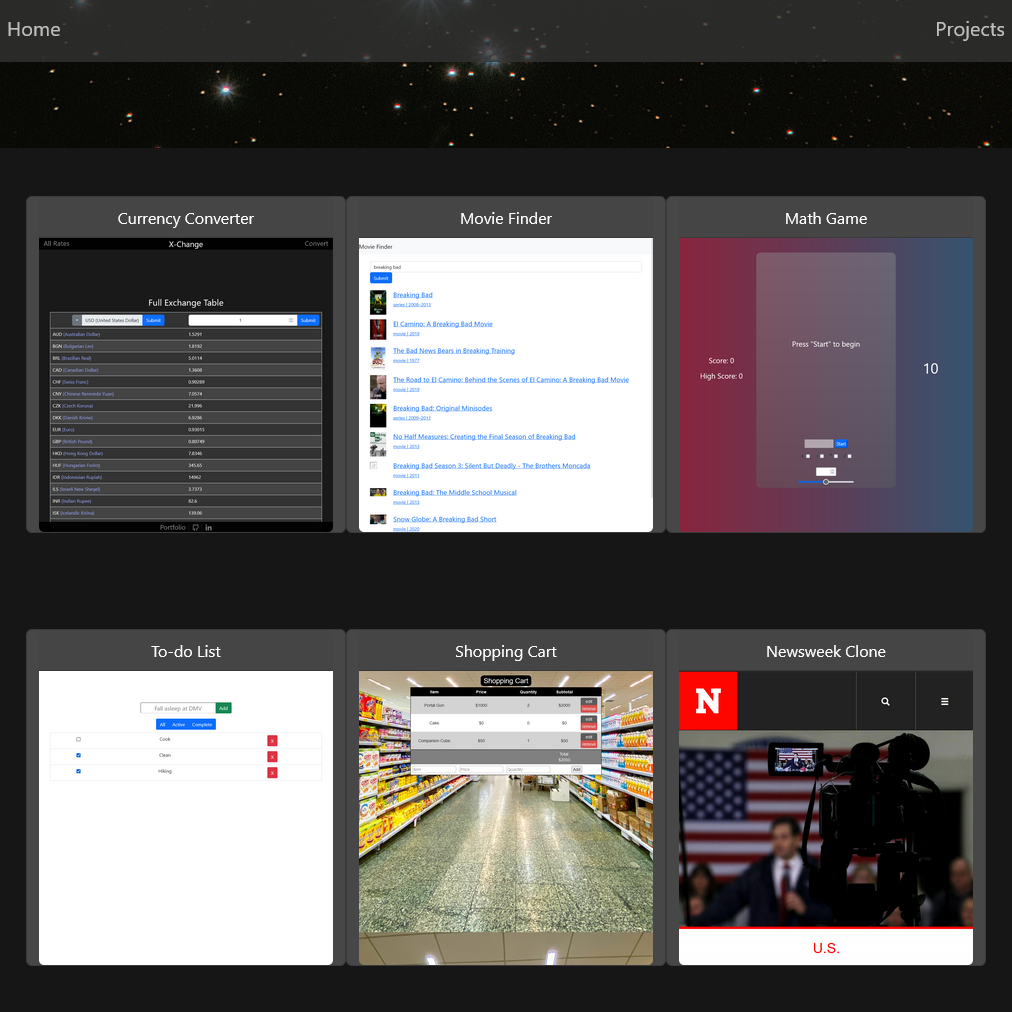 Home Projects
Currency Converter
All Rates X-Change Convert
Full Exchange Table
USD (United States Dollar) Submit 1 Submit
AUD (Australian Dollar) 1.5291
BGN (Bulgarian Lev) 1.8192
BRL (Brazilian Real) 5.0114
CAD (Canadian Dollar) 1.3608
CHF (Swiss Franc) 0.90289
CNY (Chinese Renminbi Yuan) 7.0574
CZK (Czech Koruna) 21.996
DKK (Danish Krone) 6.9286
EUR (Euro) 0.93015
GBP (British Pound) 0.80749
HKD (Hong Kong Dollar) 7.8346
HUF (Hungarian Forint) 345.65
IDR (Indonesian Rupiah) 14962
ILS (Israeli New Sheqel) 3.7373
INR (Indian Rupee) 82.6
ISK (Icelandic Króna) 139.06
Portfolio
Movie Finder
Movie Finder
breaking bad
Submit
Breaking Bad
series | 2008–2013
El Camino: A Breaking Bad Movie
movie | 2019
The Bad News Bears in Breaking Training
movie | 1977
The Road to El Camino: Behind the Scenes of El Camino: A Breaking Bad Movie
movie | 2019
Breaking Bad: Original Minisodes
series | 2009–2011
No Half Measures: Creating the Final Season of Breaking Bad
movie | 2013
Breaking Bad Season 3: Silent But Deadly - The Brothers Moncada
movie | 2011
Breaking Bad: The Middle School Musical
movie | 2013
Snow Globe: A Breaking Bad Short
movie | 2020
Math Game
Press "Start" to begin
Score: 0
High Score: 0
10
Start
To-do List
Fall asleep at DMV Add
All Active Complete
Cook x
Clean x
Hiking x
Shopping Cart
Shopping Cart
Item Price Quantity Subtotal
Portal Gun $1000 2 $2000 edit
remove
Cake $0 0 $0 edit
remove
Companion Cube $50 1 $50 edit
remove
Total
$2050
Item Price Quantity Add
Newsweek Clone
N
U.S.